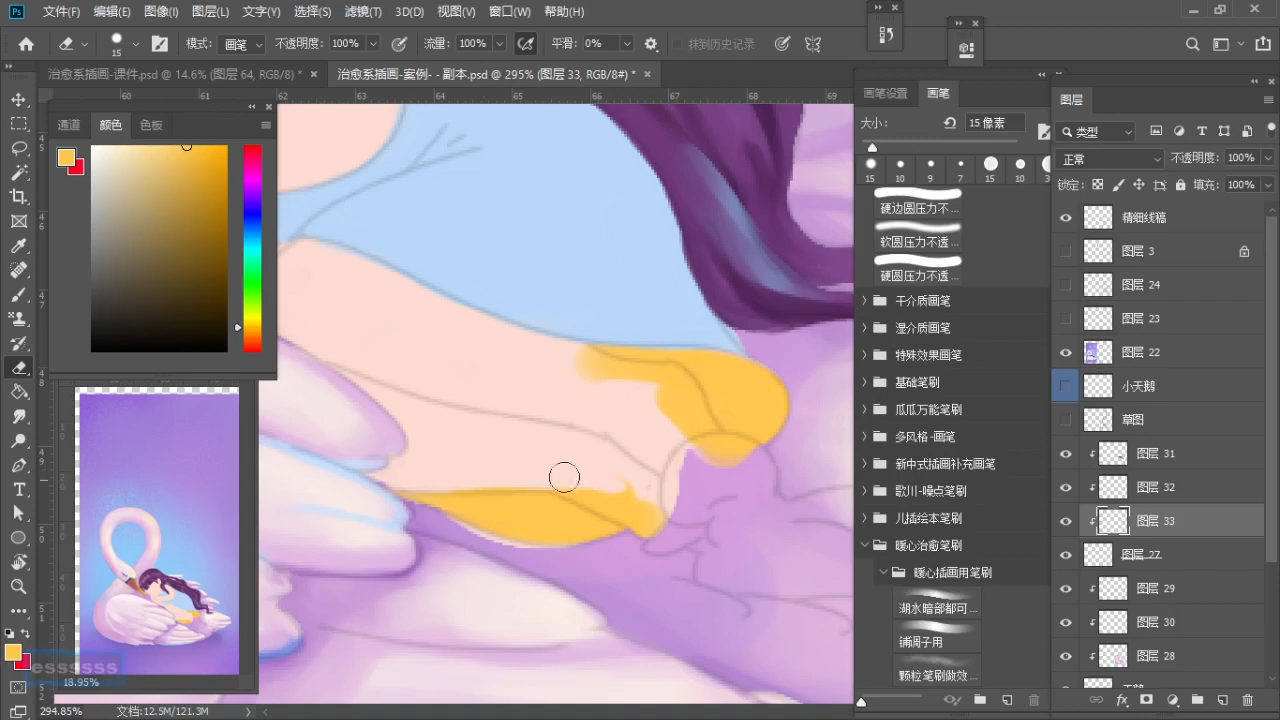 Ps 文件(F) 编辑(E) 图像(I) 图层(L) 文字(Y) 选择(S) 滤镜(T) 3D(D) 视图(V) 窗口(W) 帮助(H)
15 模式: 画笔 不透明度: 100% 流量: 100% 平滑: 0% 抹到历史记录
治愈系插画-课件.psd @ 14.6% (图层 64, RGB/8) *
治愈系插画-案例- - 副本.psd @ 295% (图层 33, RGB/8#) *
60 61 62 63 64 65 66 67 68 69
通道 颜色 色板
画笔设置 画笔
大小: 15 像素
15 10 9 7 15 10
硬边圆压力不...
软圆压力不透...
硬圆压力不透...
干介质画笔
湿介质画笔
特殊效果画笔
基础笔刷
瓜瓜万能笔刷
多风格 -画笔
新中式插画补充画笔
歌川-噪点笔刷
儿插绘本笔刷
暖心治愈笔刷
暖心插画用笔刷
湖水暗部都可...
铺调子用
颗粒笔刷做效...
图层
类型
正常 不透明度: 100%
锁定: 填充: 100%
精细线稿
图层 3
图层 24
图层 23
图层 22
小天鹅
草图
图层 31
图层 32
图层 33
图层 27
图层 29
图层 30
图层 28
essssss
18.95%
294.85% 文档:12.5M/121.3M